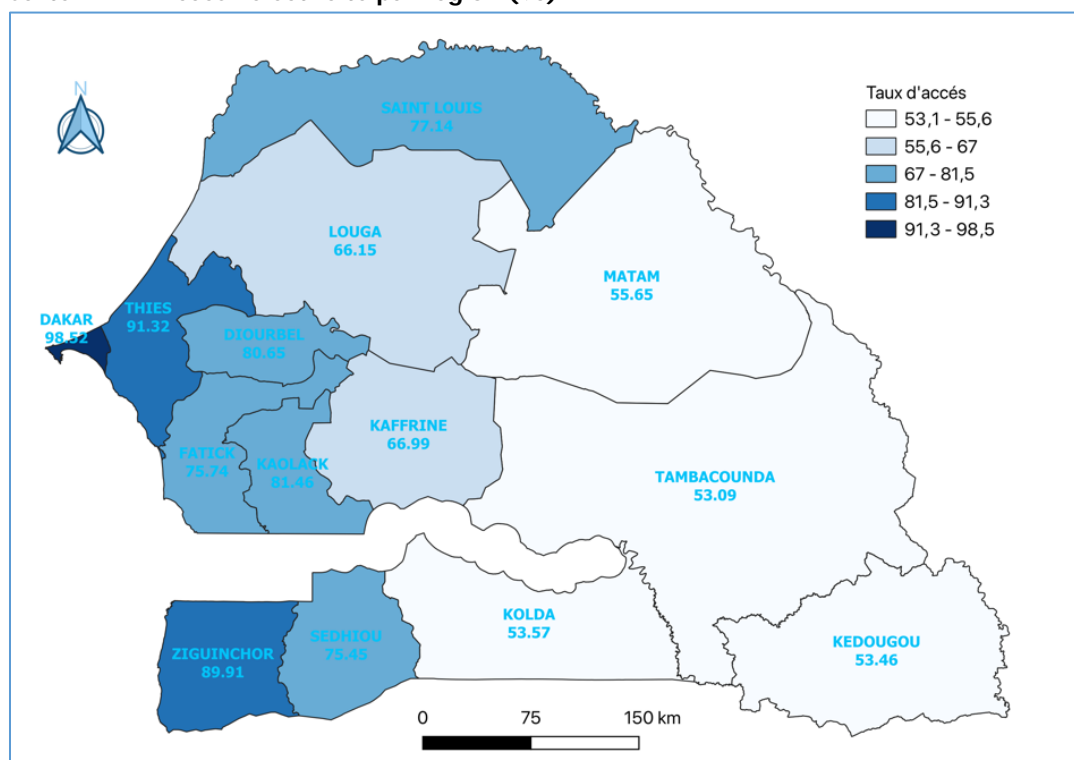 N
Taux d'accés
53,1 - 55,6
55,6 - 67
67 - 81,5
81,5 - 91,3
91,3 - 98,5
SAINT LOUIS
77.14
LOUGA
66.15
MATAM
55.65
DAKAR
98.52
THIES
91.32
DIOURBEL
80.65
FATICK
75.74
KAOLACK
81.46
KAFFRINE
66.99
TAMBACOUNDA
53.09
ZIGUINCHOR
89.91
SEDHIOU
75.45
KOLDA
53.57
KEDOUGOU
53.46
0 75 150 km